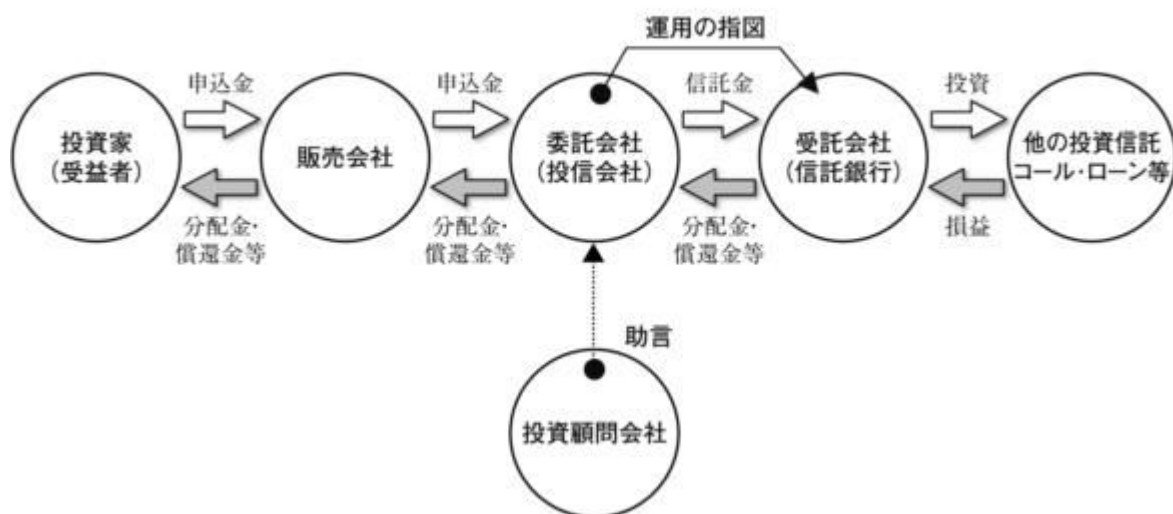 運用の指図
申込金
申込金
信託金
投資
投資家
(受益者)
販売会社
委託会社
(投信会社)
受託会社
(信託銀行)
他の投資信託
コール・ローン等
分配金・
償還金等
分配金・
償還金等
分配金・
償還金等
損益
助言
投資顧問会社